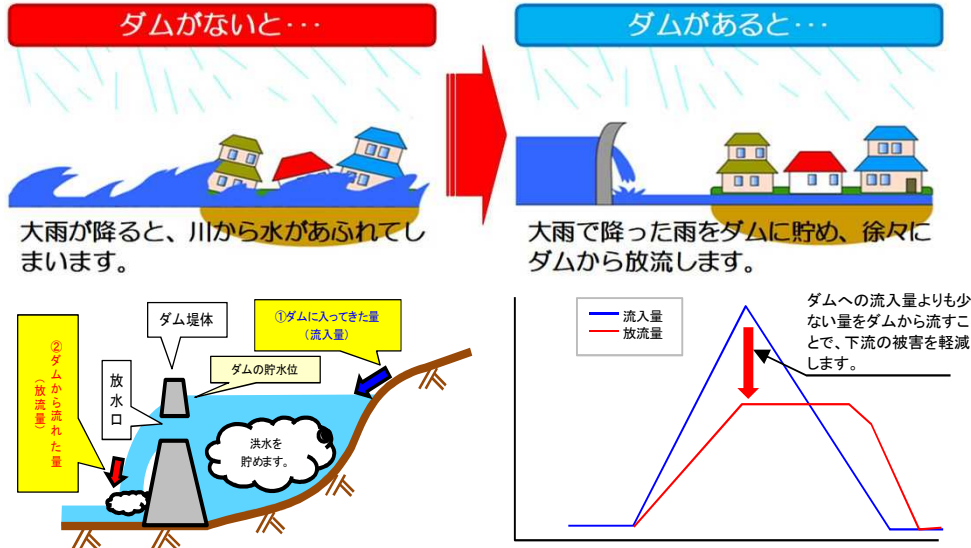 ダムがないと…
ダムがあると…
大雨が降ると、川から水があふれてし
まいます。
大雨で降った雨をダムに貯め、徐々に
ダムから放流します。
②ダムから流れた量
(放流量)
放水口
ダム堤体
ダムの貯水位
①ダムに入ってきた量
(流入量)
洪水を
貯めます。
流入量
放流量
ダムへの流入量よりも少
ない量をダムから流すこ
とで、下流の被害を軽減
します。